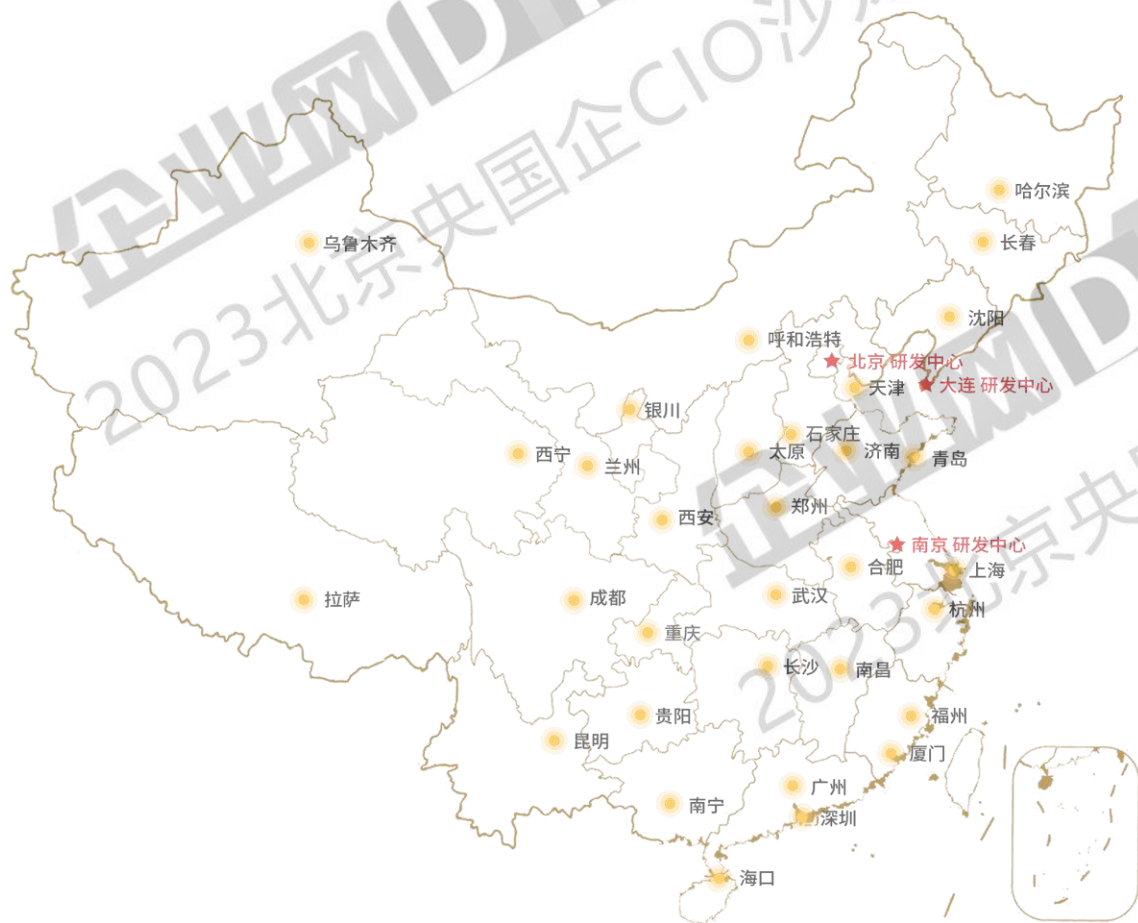 企业网D
2023北京央国企CIO沙龙
哈尔滨
乌鲁木齐
长春
沈阳
呼和浩特
北京 研发中心
大连 研发中心
天津
银川
石家庄
西宁
太原
济南
青岛
兰州
郑州
西安
企业网D
南京 研发中心
合肥
上海
拉萨
成都
武汉
杭州
重庆
2023北京央
长沙
南昌
贵阳
福州
昆明
厦门
广州
南宁
深圳
海口